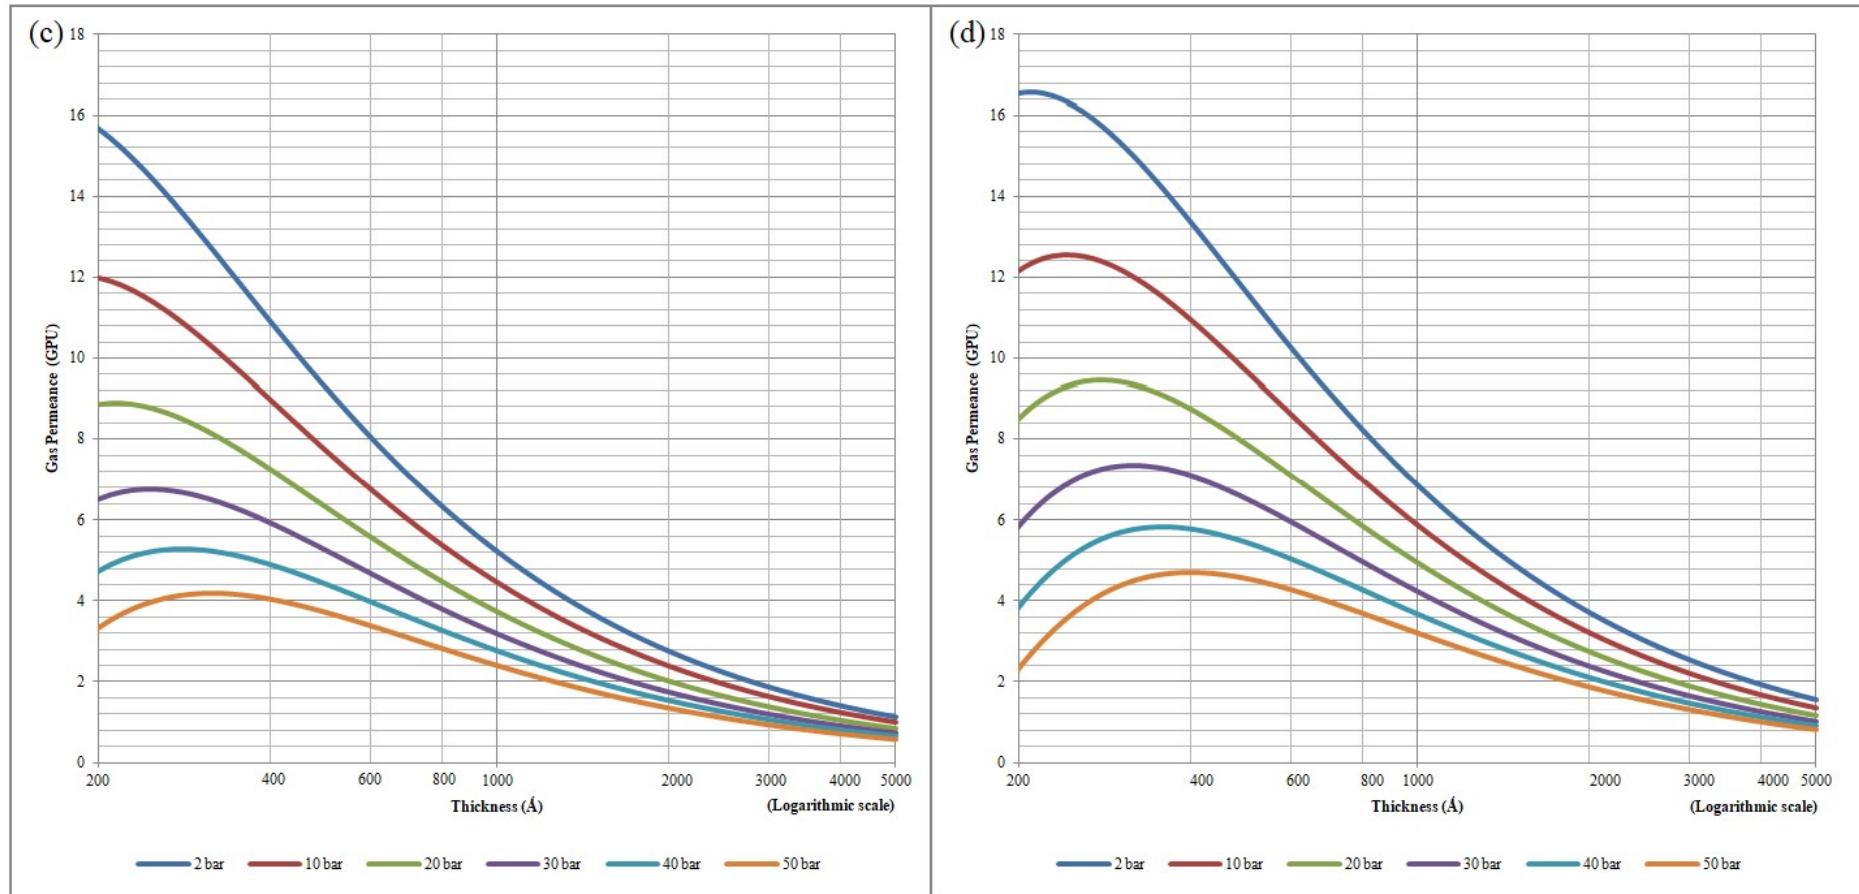 (c)
18
16
14
12
10
8
6
4
2
0
Gas Permeance (GPU)
200 400 600 800 1000 2000 3000 4000 5000
Thickness (Å) (Logarithmic scale)
2 bar 10 bar 20 bar 30 bar 40 bar 50 bar
(d)
18
16
14
12
10
8
6
4
2
0
Gas Permeance (GPU)
200 400 600 800 1000 2000 3000 4000 5000
Thickness (Å) (Logarithmic scale)
2 bar 10 bar 20 bar 30 bar 40 bar 50 bar